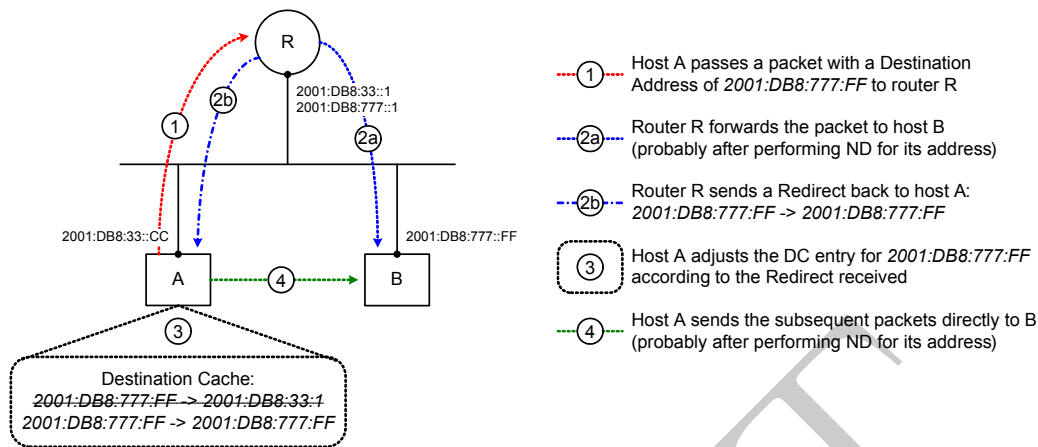 R
2001:DB8:33::1
2001:DB8:777::1
2b
1
2a
2001:DB8:33::CC
2001:DB8:777::FF
A
4
B
3
Destination Cache:
2001:DB8:777:FF -> 2001:DB8:33:1
2001:DB8:777:FF -> 2001:DB8:777:FF
1 Host A passes a packet with a Destination
Address of 2001:DB8:777:FF to router R
2a Router R forwards the packet to host B
(probably after performing ND for its address)
2b Router R sends a Redirect back to host A:
2001:DB8:777:FF -> 2001:DB8:777:FF
3 Host A adjusts the DC entry for 2001:DB8:777:FF
according to the Redirect received
4 Host A sends the subsequent packets directly to B
(probably after performing ND for its address)